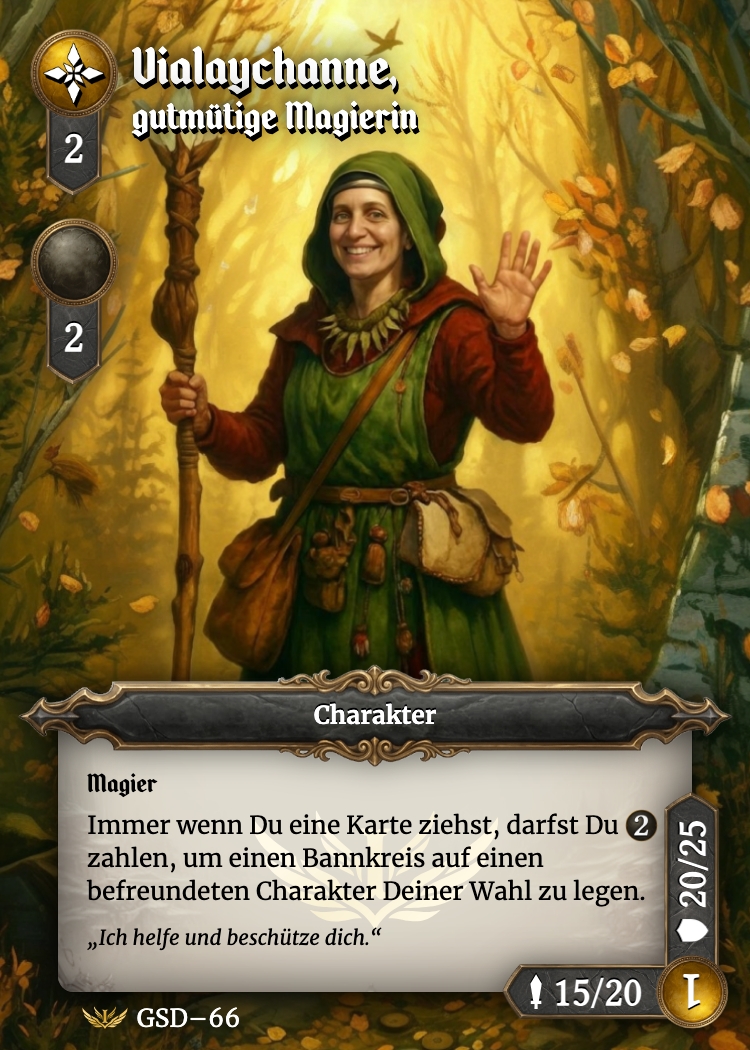 Vialaychanne,
gutmütige Magierin
2
2
Charakter
Magier
Immer wenn Du eine Karte ziehst, darfst Du 2
zahlen, um einen Bannkreis auf einen
befreundeten Charakter Deiner Wahl zu legen.
„Ich helfe und beschütze dich.“
20/25
15/20
1
GSD–66